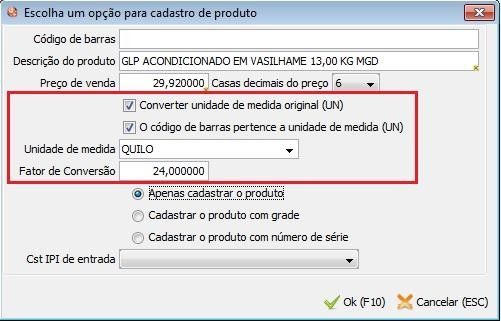 Escolha um opção para cadastro de produto
Código de barras
Descrição do produto GLP ACONDICIONADO EM VASILHAME 13,00 KG MGD
Preço de venda 29,920000 Casas decimais do preço 6
Converter unidade de medida original (UN)
O código de barras pertence a unidade de medida (UN)
Unidade de medida QUILO
Fator de Conversão 24,000000
Apenas cadastrar o produto
Cadastrar o produto com grade
Cadastrar o produto com número de série
Cst IPI de entrada
Ok (F10) Cancelar (ESC)